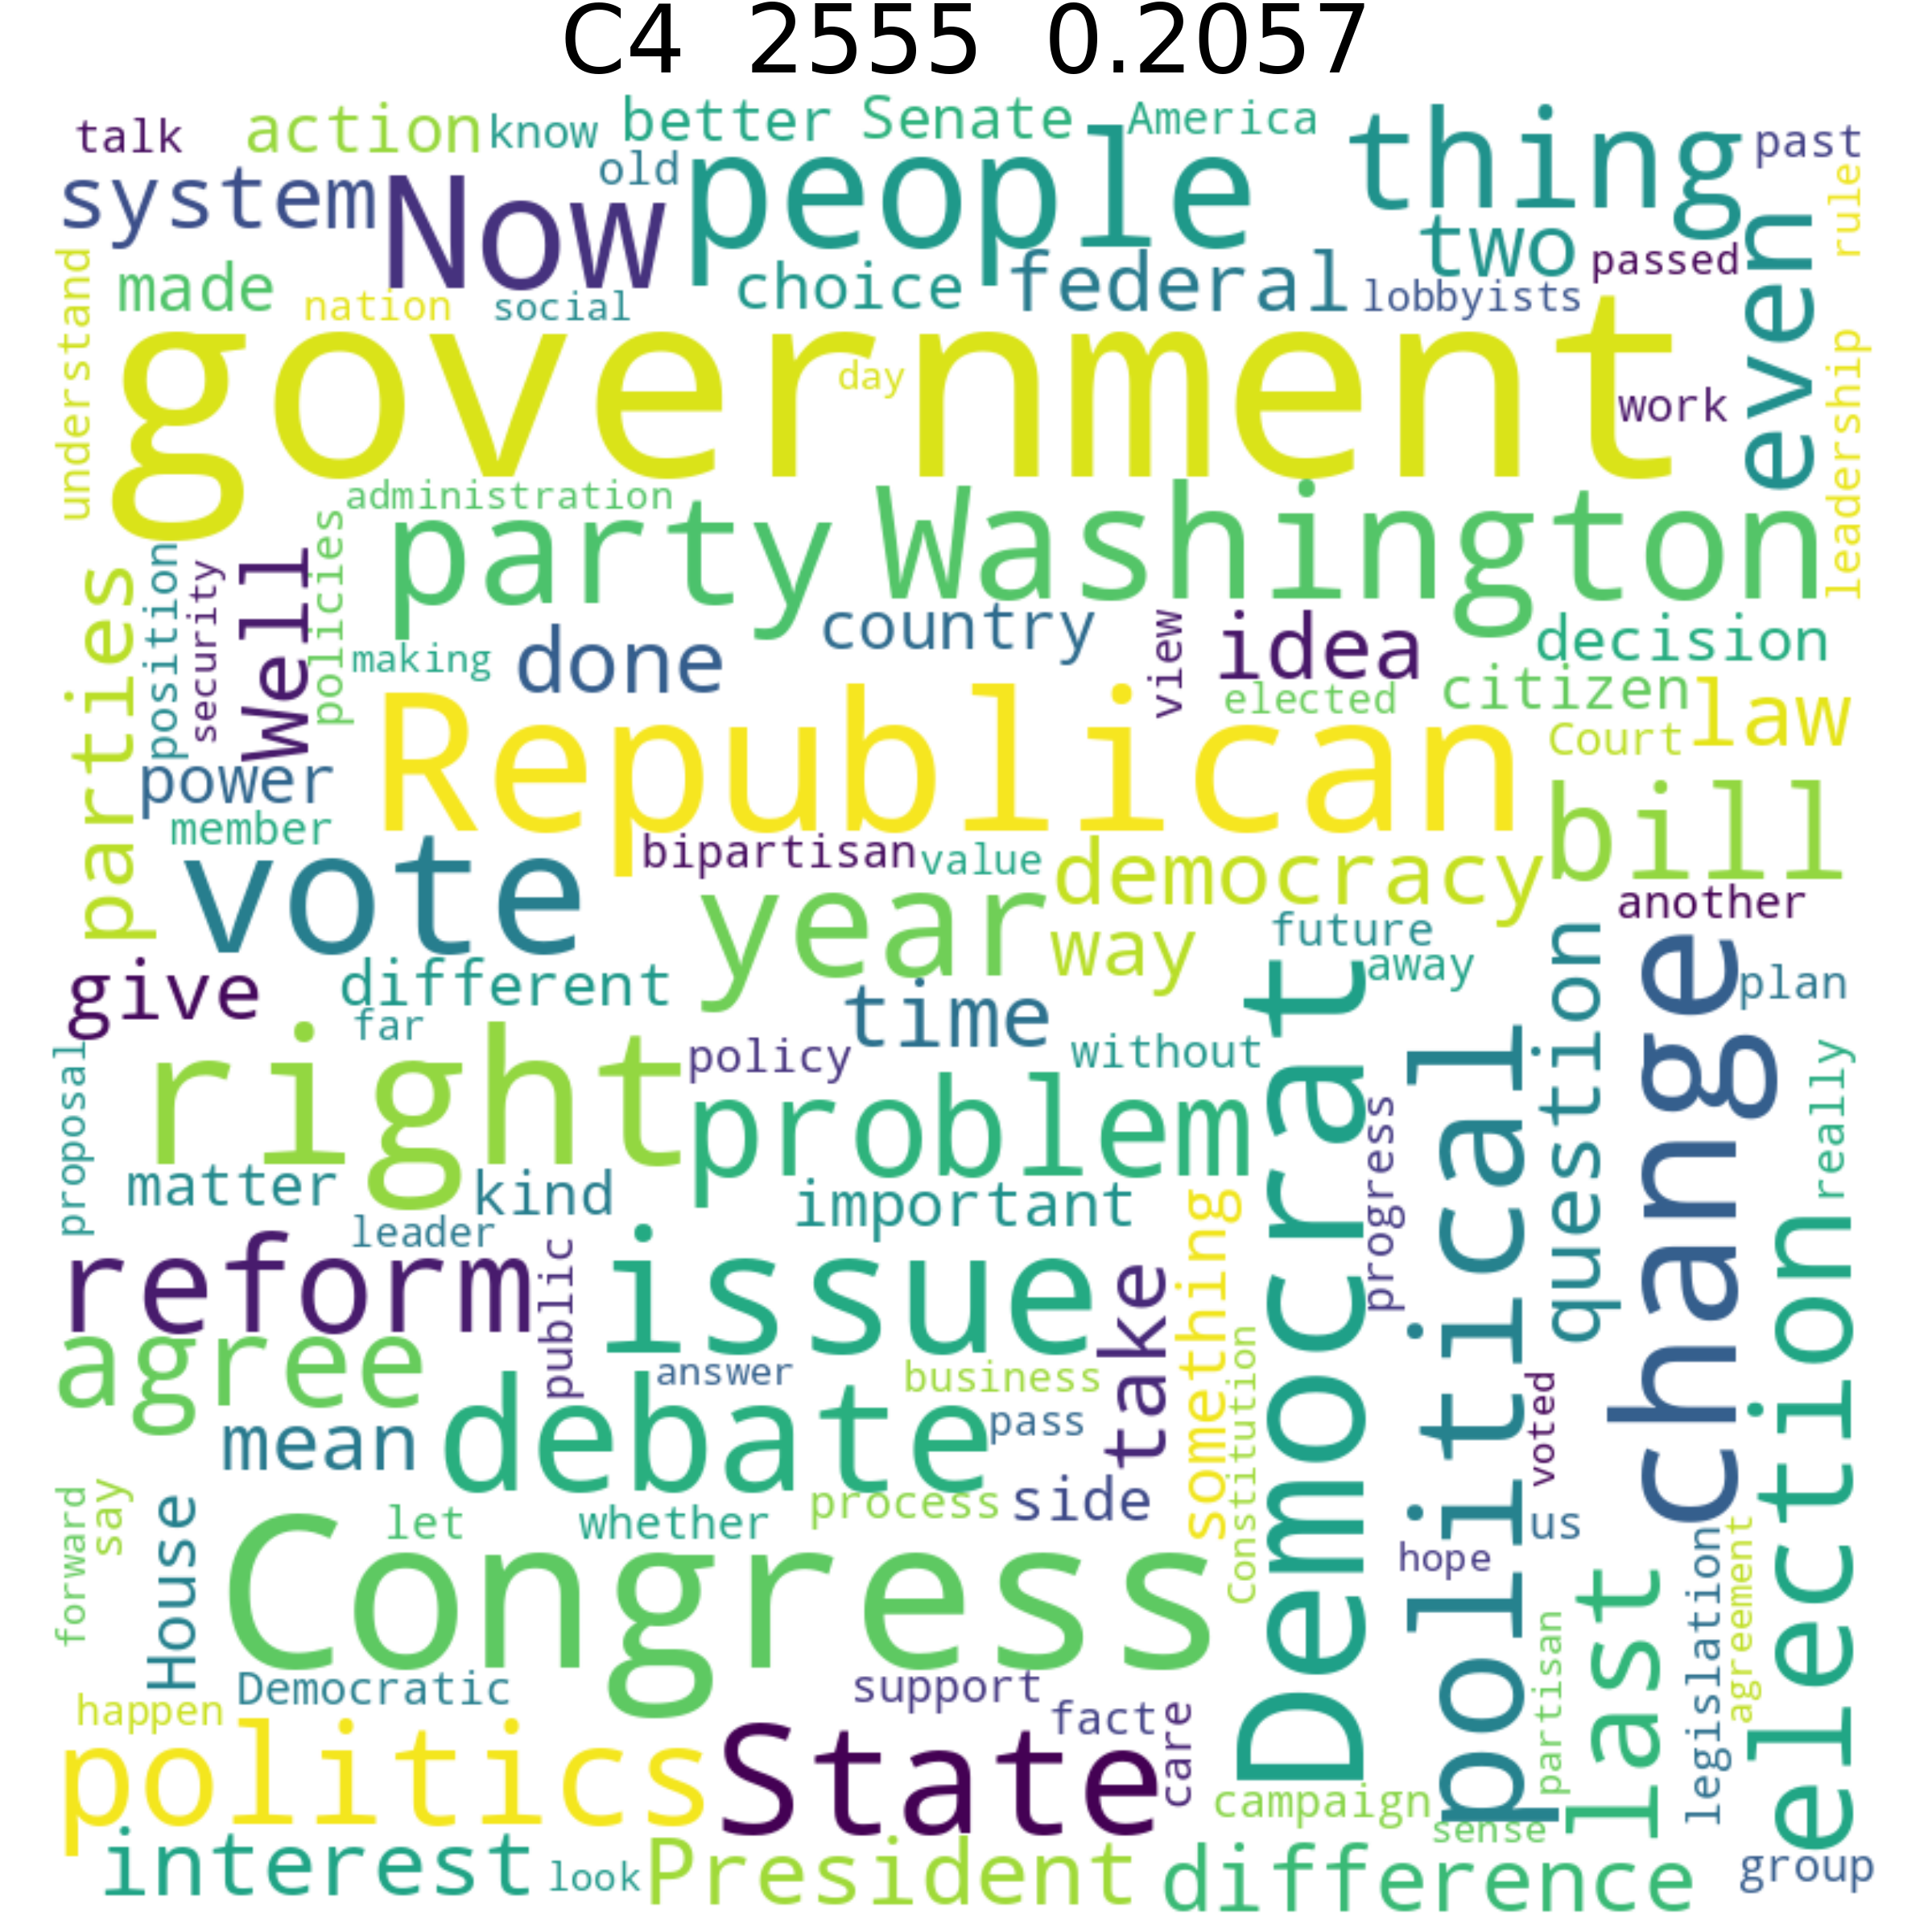 C4 2555 0.2057
talk action know better Senate America thing past
system Now old people two passed even rule
understand made nation social choice federal lobbyists
government day work leadership
administration party Washington
parties position security Well policies making done country view idea decision
elected citizen law
Republican Court
power member bill
vote bipartisan value democracy another
year way future away question change plan
give different far time
right policy without Democrat political really
proposal problem progress
matter kind important something
leader
reform public issue take election
agree answer business Constitution
mean debate pass voted
forward say House let whether process side us
Congress hope last legislation agreement
Democratic support partisan
happen fact care
politics State campaign sense
interest look President difference group